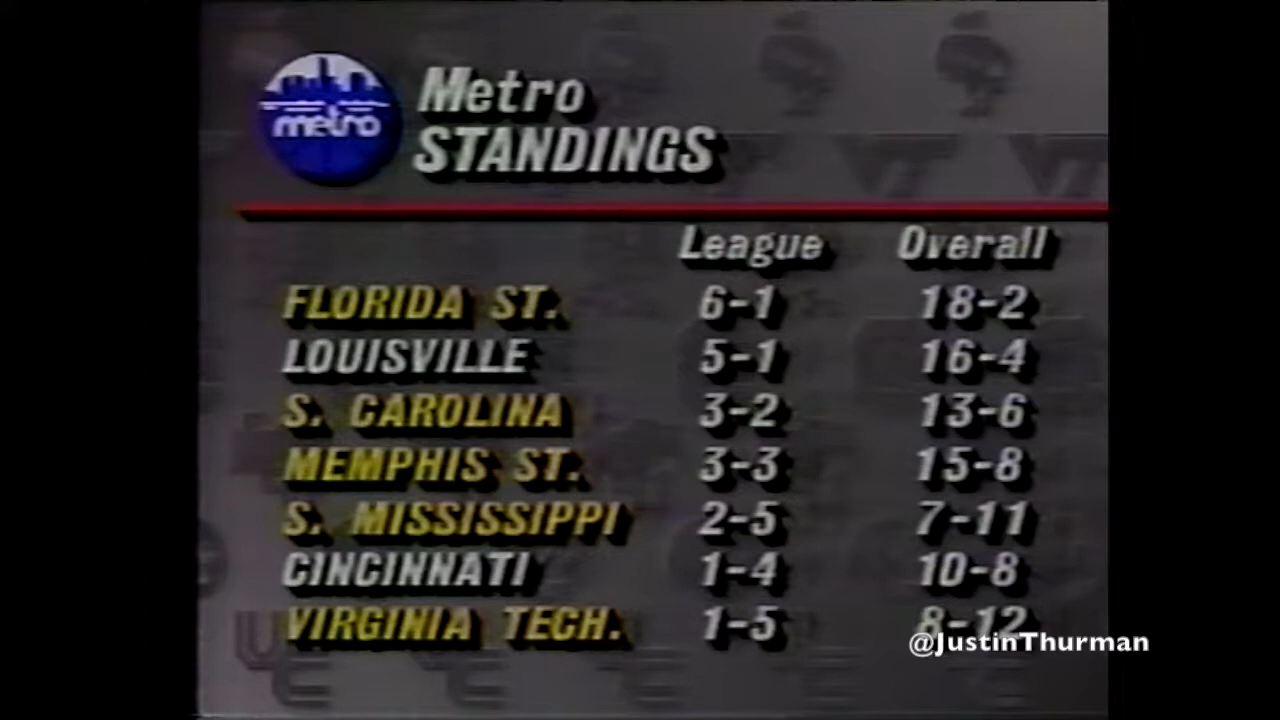 metro
Metro
STANDINGS
League Overall
FLORIDA ST. 6-1 18-2
LOUISVILLE 5-1 16-4
S. CAROLINA 3-2 13-6
MEMPHIS ST. 3-3 15-8
S. MISSISSIPPI 2-5 7-11
CINCINNATI 1-4 10-8
VIRGINIA TECH. 1-5 8-12
@JustinThurman